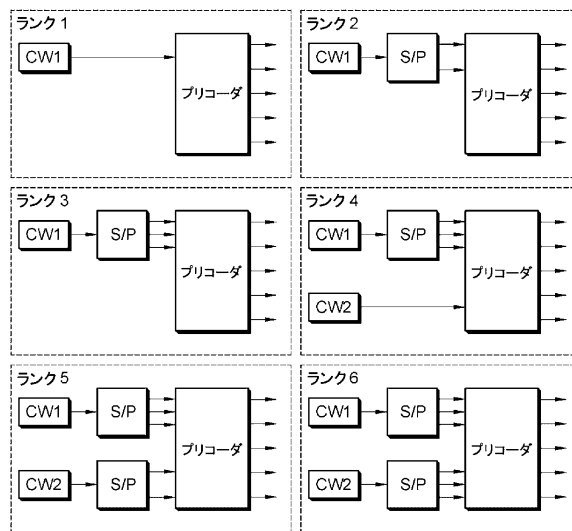 ランク 1
CW1
プリコーダ
ランク 2
CW1
S/P
プリコーダ
ランク 3
CW1
S/P
プリコーダ
ランク 4
CW1
S/P
プリコーダ
CW2
ランク 5
CW1
S/P
プリコーダ
CW2
S/P
ランク 6
CW1
S/P
プリコーダ
CW2
S/P